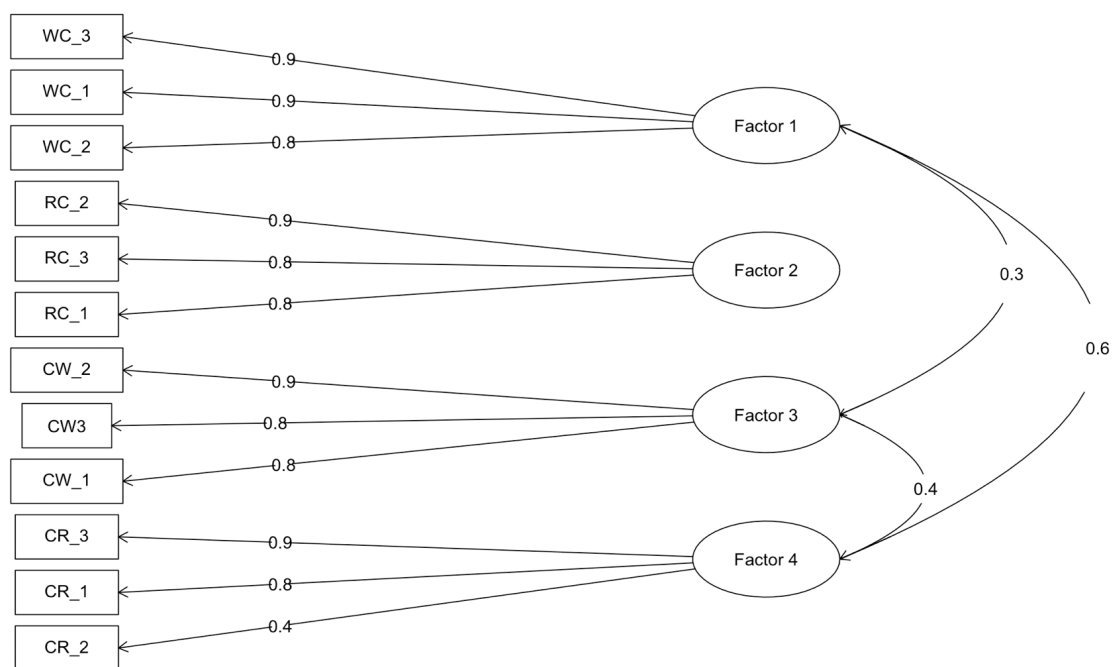 WC_3
WC_1
WC_2
RC_2
RC_3
RC_1
CW_2
CW3
CW_1
CR_3
CR_1
CR_2
0.9
0.9
0.8
0.9
0.8
0.8
0.9
0.8
0.8
0.9
0.8
0.4
Factor 1
Factor 2
Factor 3
Factor 4
0.3
0.6
0.4